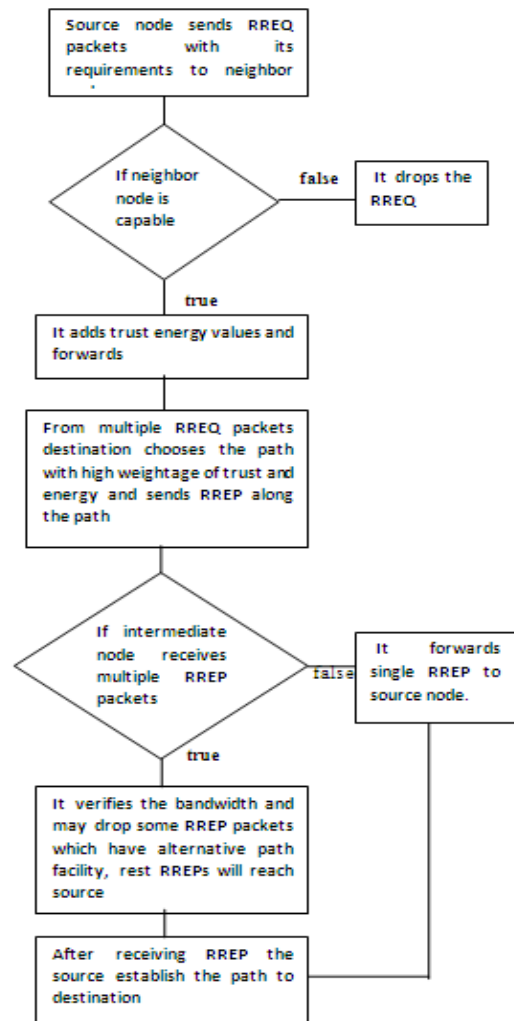 Source node sends RREQ
packets with its
requirements to neighbor
If neighbor
node is
capable
false
It drops the
RREQ
true
It adds trust energy values and
forwards
From multiple RREQ packets
destination chooses the path
with high weightage of trust and
energy and sends RREP along
the path
If intermediate
node receives
multiple RREP
packets
false
It forwards
single RREP to
source node.
true
It verifies the bandwidth and
may drop some RREP packets
which have alternative path
facility, rest RREPs will reach
source
After receiving RREP the
source establish the path to
destination